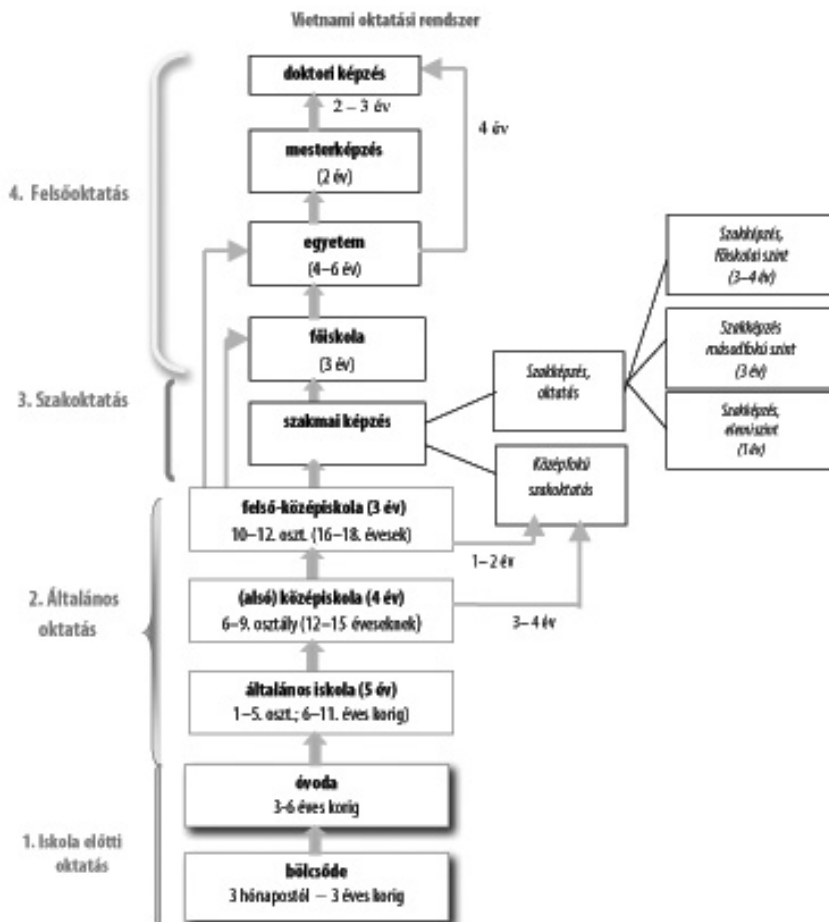 Vietnami oktatási rendszer
doktori képzés
2 – 3 év
4 év
mesterképzés
(2 év)
4. Felsőoktatás
egyetem
(4–6 év)
Szakképzés,
főiskolai szint
(3–4 év)
főiskola
(3 év)
Szakképzés
másodfokú szint
(3 év)
Szakképzés,
oktatás
3. Szakoktatás
szakmai képzés
Szakképzés,
elemi szint
(1 év)
Középfokú
szakoktatás
felső-középiskola (3 év)
10–12. oszt. (16–18. évesek)
1– 2 év
2. Általános
oktatás
(alsó) középiskola (4 év)
6–9. osztály (12–15 éveseknek)
3– 4 év
általános iskola (5 év)
1–5. oszt.; 6–11. éves korig)
óvoda
3-6 éves korig
1. Iskola előtti
oktatás
bölcsőde
3 hónapostól – 3 éves korig